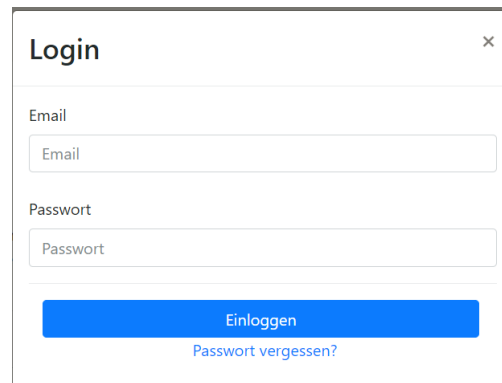 Login
×
Email
Email
Passwort
Passwort
Einloggen
Passwort vergessen?